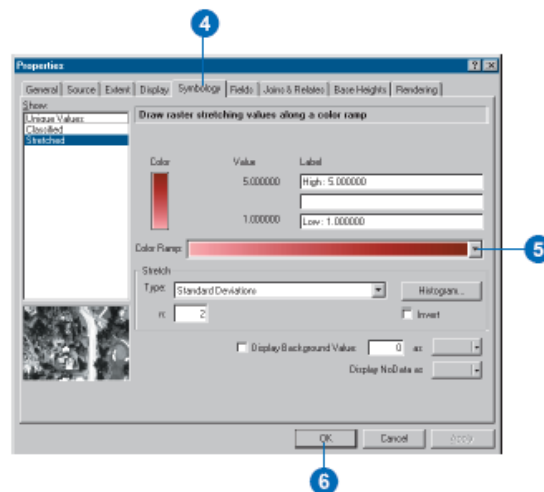 4
Properties
General Source Extent Display Symbology Fields Joins & Relates Base Heights Rendering
Show:
Unique Values
Classified
Stretched
Draw raster stretching values along a color ramp
Color Value Label
5.000000 High : 5.000000
1.000000 Low : 1.000000
Color Ramp:
5
Stretch
Type: Standard Deviations Histogram...
n: 2 Invert
Display Background Value: 0 as
Display NoData as
OK Cancel Apply
6